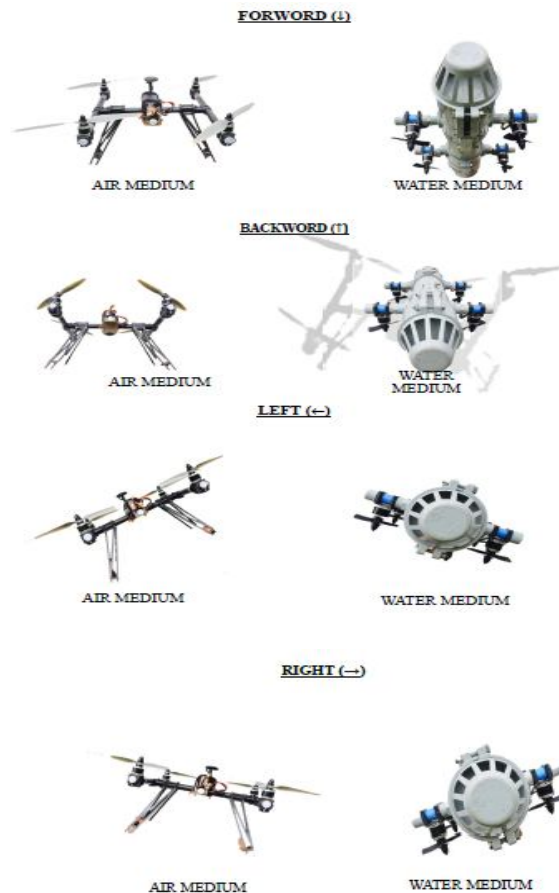 FORWORD (↓)
AIR MEDIUM
WATER MEDIUM
BACKWORD (↑)
AIR MEDIUM
WATER
MEDIUM
LEFT (←)
AIR MEDIUM
WATER MEDIUM
RIGHT (→)
AIR MEDIUM
WATER MEDIUM